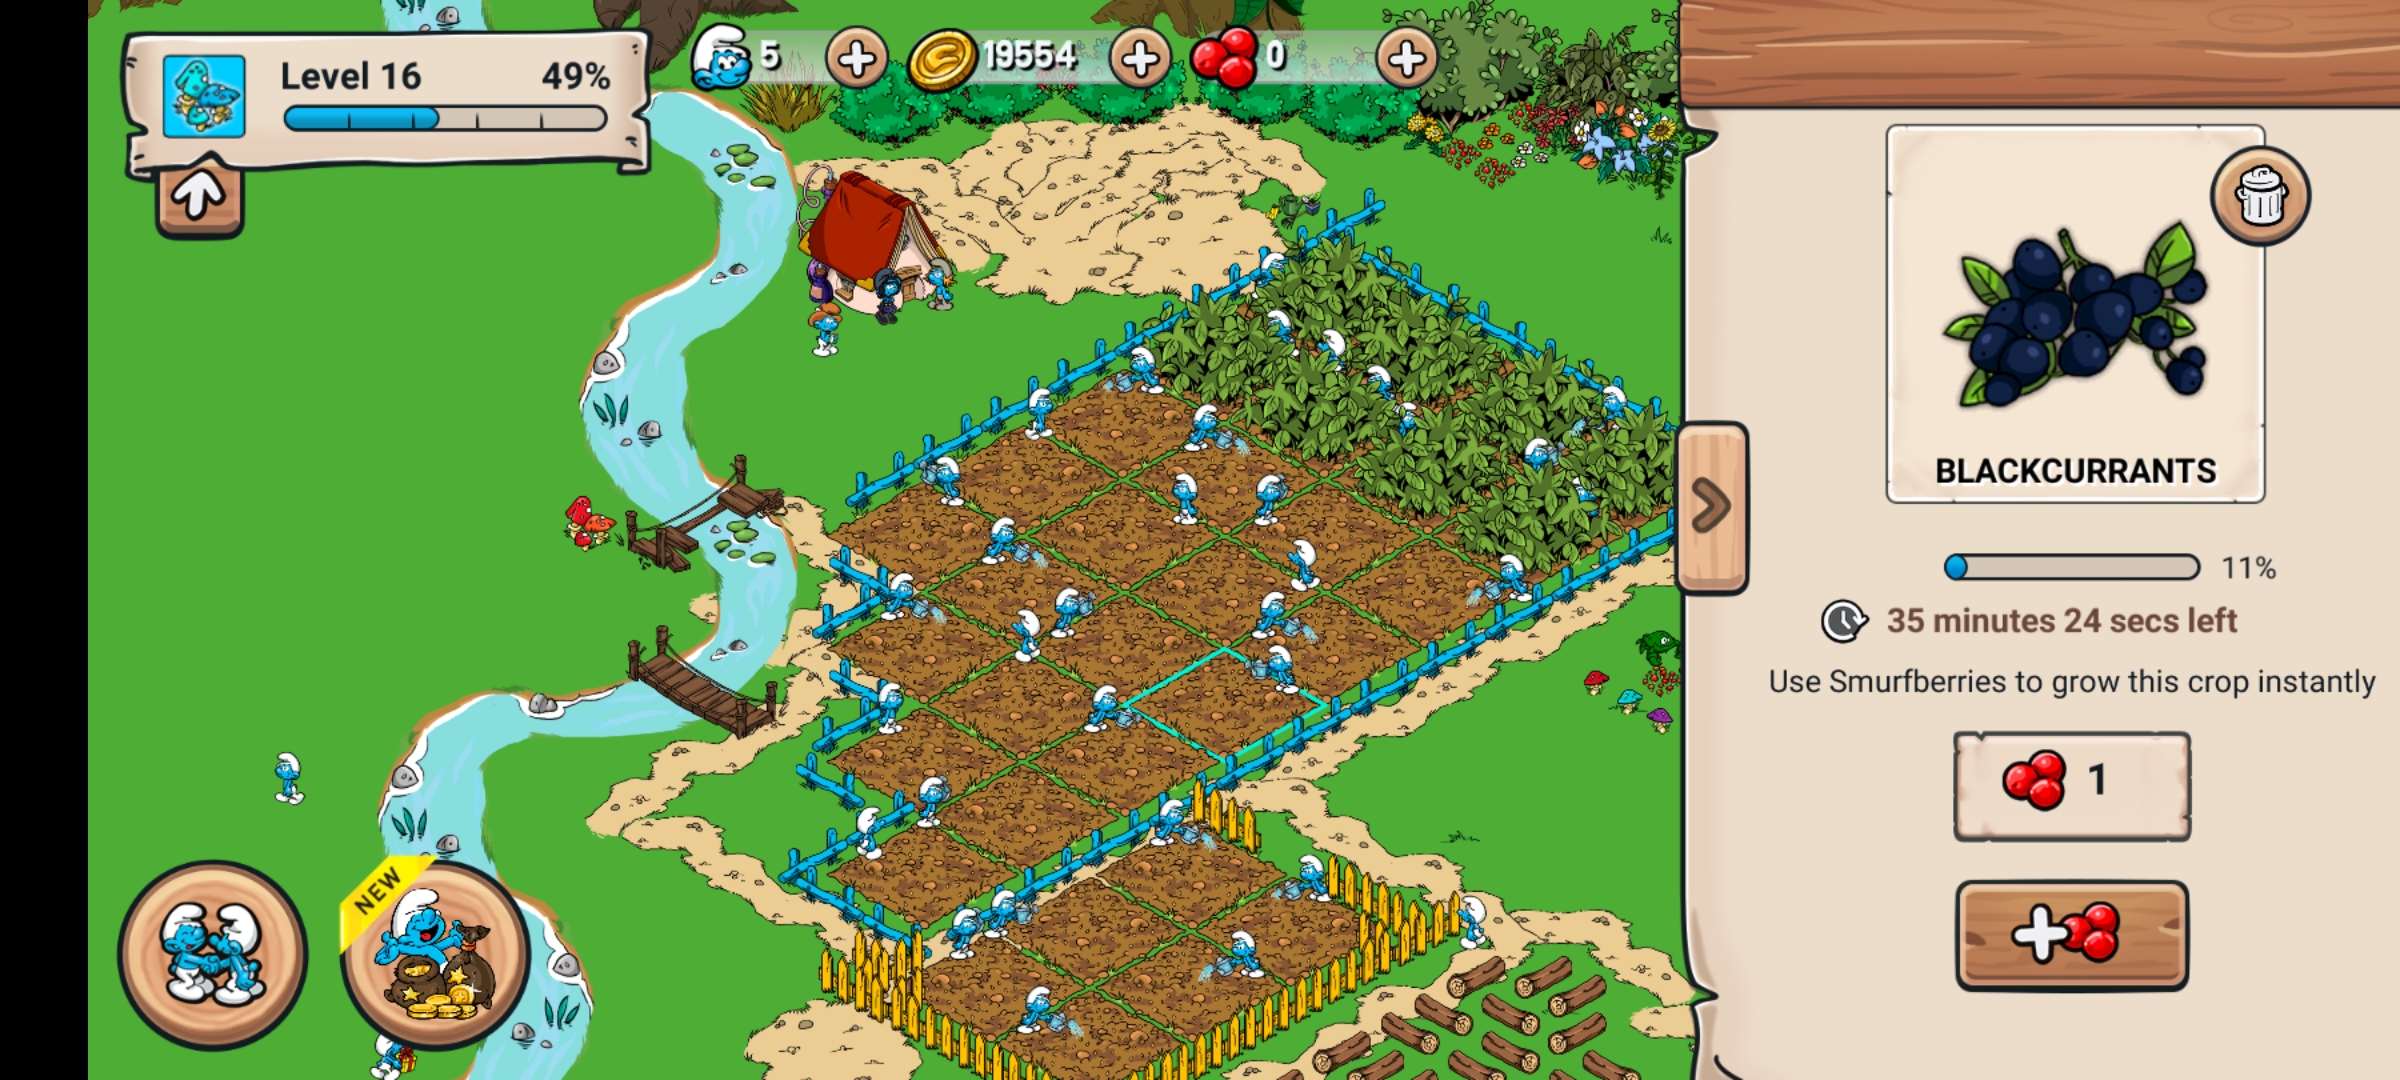 Level 16
49%
5
19554
0
BLACKCURRANTS
11%
35 minutes 24 secs left
Use Smurfberries to grow this crop instantly
1
NEW